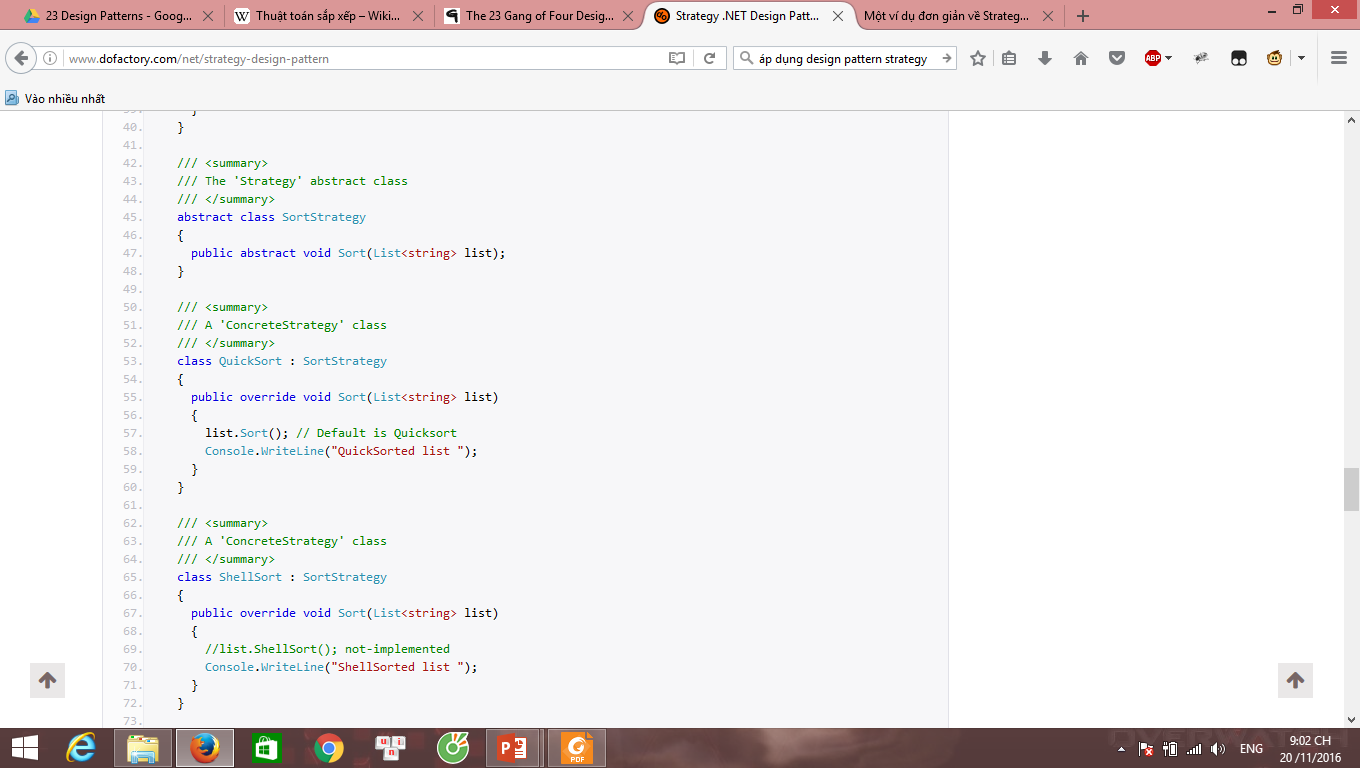 23 Design Patterns - Goog...
Thuật toán sắp xếp – Wiki...
The 23 Gang of Four Desig...
Strategy .NET Design Patt...
Một ví dụ đơn giản về Strateg...
www.dofactory.com/net/strategy-design-pattern
áp dụng design pattern strategy
ABP
Vào nhiều nhất
39. }
40. }
41.
42. /// <summary>
43. /// The 'Strategy' abstract class
44. /// </summary>
45. abstract class SortStrategy
46. {
47. public abstract void Sort(List<string> list);
48. }
49.
50. /// <summary>
51. /// A 'ConcreteStrategy' class
52. /// </summary>
53. class QuickSort : SortStrategy
54. {
55. public override void Sort(List<string> list)
56. {
57. list.Sort(); // Default is Quicksort
58. Console.WriteLine("QuickSorted list ");
59. }
60. }
61.
62. /// <summary>
63. /// A 'ConcreteStrategy' class
64. /// </summary>
65. class ShellSort : SortStrategy
66. {
67. public override void Sort(List<string> list)
68. {
69. //list.ShellSort(); not-implemented
70. Console.WriteLine("ShellSorted list ");
71. }
72. }
73.
PDF
ENG
9:02 CH
20 /11/2016